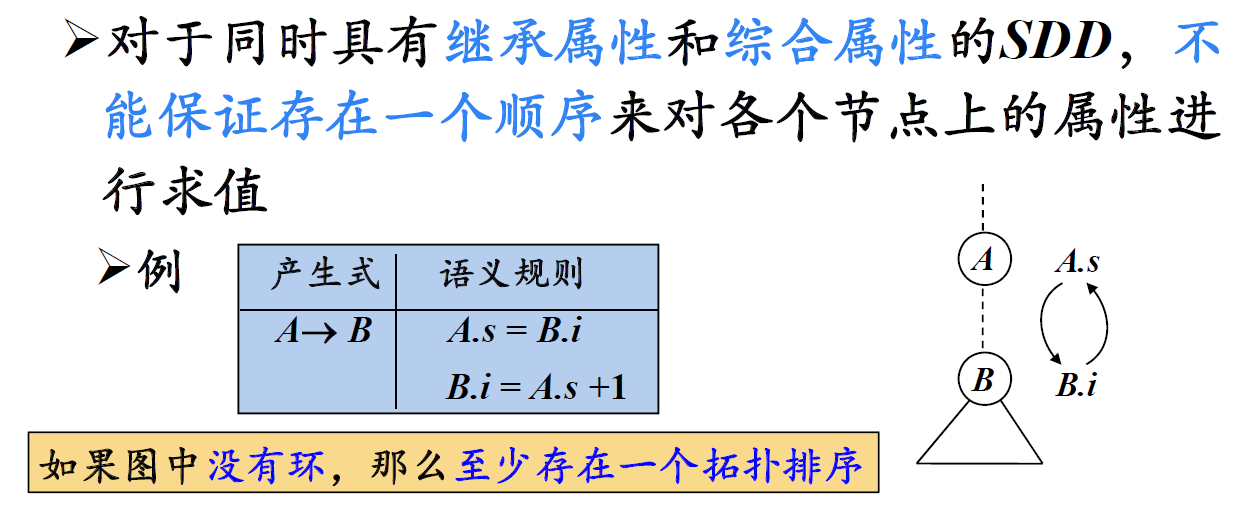 ➢对于同时具有继承属性和综合属性的SDD，不
能保证存在一个顺序来对各个节点上的属性进
行求值
➢例
产生式 语义规则
A→ B A.s = B.i
B.i = A.s +1
A A.s
B B.i
如果图中没有环，那么至少存在一个拓扑排序